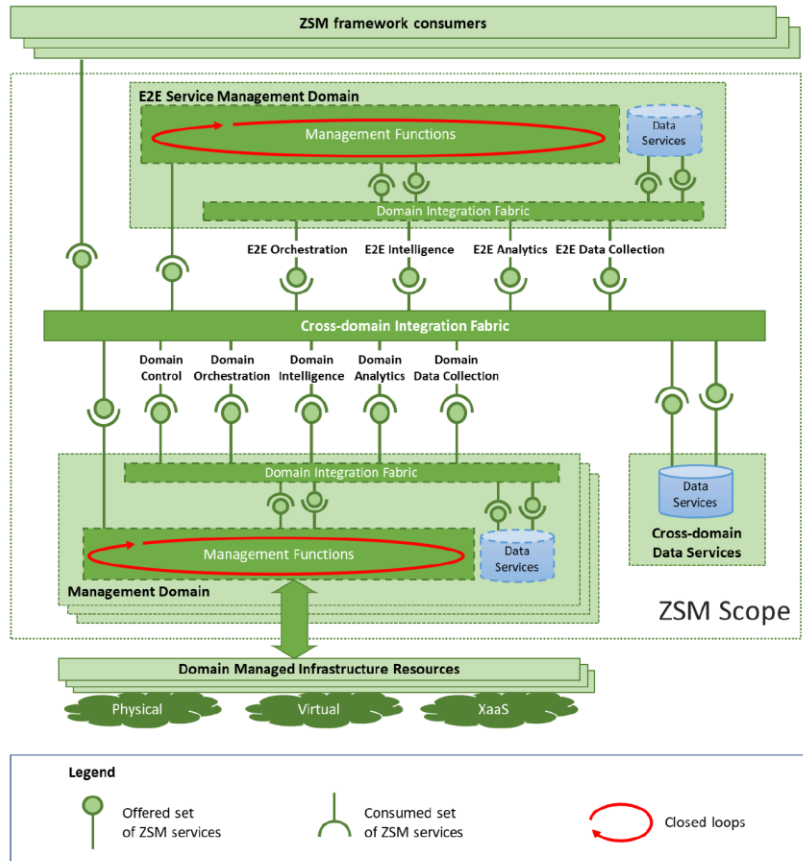 ZSM framework consumers
E2E Service Management Domain
Management Functions
Data
Services
Domain Integration Fabric
E2E Orchestration
E2E Intelligence
E2E Analytics
E2E Data Collection
Cross-domain Integration Fabric
Domain
Control
Domain
Orchestration
Domain
Intelligence
Domain
Analytics
Domain
Data Collection
Domain Integration Fabric
Management Functions
Data
Services
Management Domain
Data
Services
Cross-domain
Data Services
ZSM Scope
Domain Managed Infrastructure Resources
Physical
Virtual
XaaS
Legend
Offered set
of ZSM services
Consumed set
of ZSM services
Closed loops